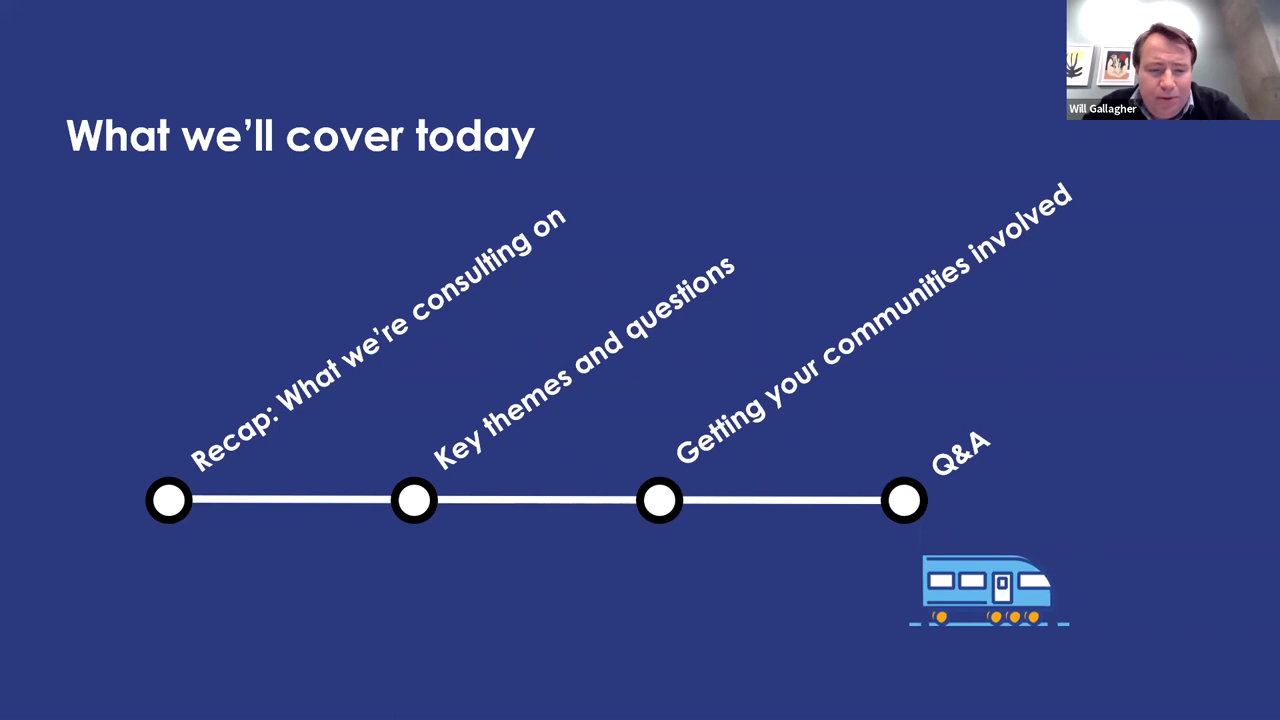 Will Gallagher
What we’ll cover today
Recap: What we’re consulting on
Key themes and questions
Getting your communities involved
Q&A